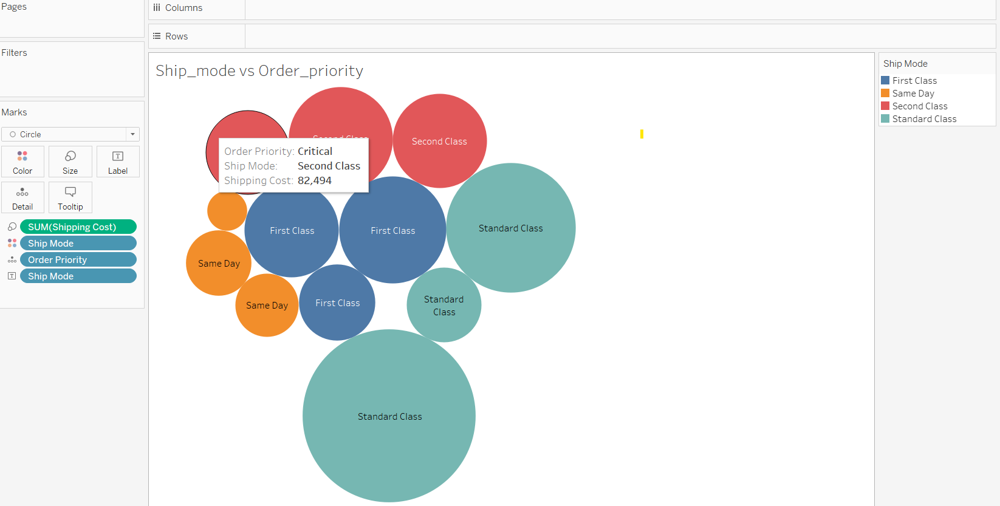 Pages
Columns
Rows
Filters
Ship_mode vs Order_priority
Ship Mode
First Class
Same Day
Second Class
Standard Class
Marks
Circle
Color
Size
Label
Detail
Tooltip
SUM(Shipping Cost)
Ship Mode
Order Priority
Ship Mode
Second Class
Second Class
Order Priority: Critical
Ship Mode: Second Class
Shipping Cost: 82,494
First Class
First Class
Standard Class
Same Day
Same Day
First Class
Standard
Class
Standard Class